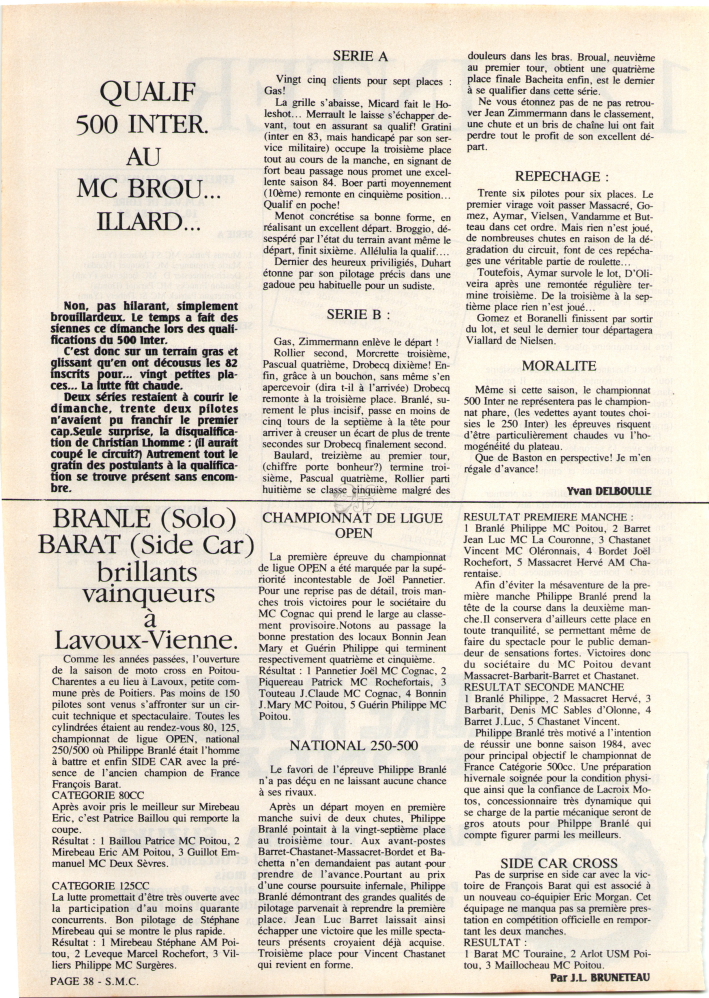 QUALIF
500 INTER.
AU
MC BROU...
ILLARD...
Non, pas hilarant, simplement
brouillardeux. Le temps a fait des
siennes ce dimanche lors des quali-
fications du 500 Inter.
C'est donc sur un terrain gras et
glissant qu'en ont décousus les 82
inscrits pour... vingt petites pla-
ces... La lutte fût chaude.
Deux séries restaient à courir le
dimanche, trente deux pilotes
n'avaient pu franchir le premier
cap.Seule surprise, la disqualifica-
tion de Christian Lhomme : (Il aurait
coupé le circuit?) Autrement tout le
gratin des postulants à la qualifica-
tion se trouve présent sans encom-
bre.
SERIE A
Vingt cinq clients pour sept places :
Gas!
La grille s'abaisse, Micard fait le Ho-
leshot... Merrault le laisse s'échapper de-
vant, tout en assurant sa qualif! Gratini
(inter en 83, mais handicapé par son ser-
vice militaire) occupe la troisième place
tout au cours de la manche, en signant de
fort beau passage nous promet une excel-
lente saison 84. Boer parti moyennement
(10ème) remonte en cinquième position...
Qualif en poche!
Menot concrétise sa bonne forme, en
réalisant un excellent départ. Broggio, dé-
sespéré par l'état du terrain avant même le
départ, finit sixième. Allélulia la qualif....
Dernier des heureux priviligiés, Duhart
étonne par son pilotage précis dans une
gadoue peu habituelle pour un sudiste.
SERIE B :
Gas, Zimmermann enlève le départ !
Rollier second, Morcrette troisième,
Pascual quatrième, Drobecq dixième! En-
fin, grâce à un bouchon, sans même s'en
apercevoir (dira t-il à l'arrivée) Drobecq
remonte à la troisième place. Branlé, su-
rement le plus incisif, passe en moins de
cinq tours de la septième à la tête pour
arriver à creuser un écart de plus de trente
secondes sur Drobecq finalement second.
Baulard, treizième au premier tour,
(chiffre porte bonheur?) termine troi-
sième, Pascual quatrième, Rollier parti
huitième se classe cinquième malgré des
douleurs dans les bras. Broual, neuvième
au premier tour, obtient une quatrième
place finale Bacheita enfin, est le dernier
à se qualifier dans cette série.
Ne vous étonnez pas de ne pas retrou-
ver Jean Zimmermann dans le classement,
une chute et un bris de chaîne lui ont fait
perdre tout le profit de son excellent dé-
part.
REPECHAGE :
Trente six pilotes pour six places. Le
premier virage voit passer Massacré, Go-
mez, Aymar, Vielsen, Vandamme et But-
teau dans cet ordre. Mais rien n'est joué,
de nombreuses chutes en raison de la dé-
gradation du circuit, font de ces repécha-
ges une véritable partie de roulette...
Toutefois, Aymar survole le lot, D'Oli-
veira après une remontée régulière ter-
mine troisième. De la troisième à la sep-
tième place rien n'est joué...
Gomez et Boranelli finissent par sortir
du lot, et seul le dernier tour départagera
Viallard de Nielsen.
MORALITE
Même si cette saison, le championnat
500 Inter ne représentera pas le champion-
nat phare, (les vedettes ayant toutes choi-
sies le 250 Inter) les épreuves risquent
d'être particulièrement chaudes vu l'ho-
mogénéité du plateau.
Que de Baston en perspective! Je m'en
régale d'avance!
Yvan DELBOULLE
BRANLE (Solo)
BARAT (Side Car)
brillants
vainqueurs
à
Lavoux-Vienne.
Comme les années passées, l'ouverture
de la saison de moto cross en Poitou-
Charentes a eu lieu à Lavoux, petite com-
mune près de Poitiers. Pas moins de 150
pilotes sont venus s'affronter sur un cir-
cuit technique et spectaculaire. Toutes les
cylindrées étaient au rendez-vous 80, 125,
championnat de ligue OPEN, national
250/500 où Philippe Branlé était l'homme
à battre et enfin SIDE CAR avec la pré-
sence de l'ancien champion de France
François Barat.
CATEGORIE 80CC
Après avoir pris le meilleur sur Mirebeau
Eric, c'est Patrice Baillou qui remporte la
coupe.
Résultat : 1 Baillou Patrice MC Poitou, 2
Mirebeau Eric AM Poitou, 3 Guillot Em-
manuel MC Deux Sèvres.
CATEGORIE 125CC
La lutte promettait d'être très ouverte avec
la participation d'au moins quarante
concurrents. Bon pilotage de Stéphane
Mirebeau qui se montre le plus rapide.
Résultat : 1 Mirebeau Stéphane AM Poi-
tou, 2 Leveque Marcel Rochefort, 3 Vil-
liers Philippe MC Surgères.
PAGE 38 - S.M.C.
CHAMPIONNAT DE LIGUE
OPEN
La première épreuve du championnat
de ligue OPEN a été marquée par la supé-
riorité incontestable de Joël Pannetier.
Pour une reprise pas de détail, trois man-
ches trois victoires pour le sociétaire du
MC Cognac qui prend le large au classe-
ment provisoire.Notons au passage la
bonne prestation des locaux Bonnin Jean
Mary et Guérin Philippe qui terminent
respectivement quatrième et cinquième.
Résultat : 1 Pannetier Joël MC Cognac, 2
Piquereau Patrick MC Rochefortais, 3
Touteau J.Claude MC Cognac, 4 Bonnin
J.Mary MC Poitou, 5 Guérin Philippe MC
Poitou.
NATIONAL 250-500
Le favori de l'épreuve Philippe Branlé
n'a pas déçu en ne laissant aucune chance
à ses rivaux.
Après un départ moyen en première
manche suivi de deux chutes, Philippe
Branlé pointait à la vingt-septième place
au troisième tour. Aux avant-postes
Barret-Chastanet-Massacret-Bordet et Ba-
chetta n'en demandaient pas autant pour
prendre de l'avance.Pourtant au prix
d'une course poursuite infernale, Philippe
Branlé démontrant des grandes qualités de
pilotage parvenait à reprendre la première
place. Jean Luc Barret laissait ainsi
échapper une victoire que les mille specta-
teurs présents croyaient déjà acquise.
Troisième place pour Vincent Chastanet
qui revient en forme.
RESULTAT PREMIERE MANCHE :
1 Branlé Philippe MC Poitou, 2 Barret
Jean Luc MC La Couronne, 3 Chastanet
Vincent MC Oléronnais, 4 Bordet Joël
Rochefort, 5 Massacret Hervé AM Cha-
rentaise.
Afin d'éviter la mésaventure de la pre-
mière manche Philippe Branlé prend la
tête de la course dans la deuxième man-
che.Il conservera d'ailleurs cette place en
toute tranquilité, se permettant même de
faire du spectacle pour le public deman-
deur de sensations fortes. Victoires donc
du sociétaire du MC Poitou devant
Massacret-Barbarit-Barret et Chastanet.
RESULTAT SECONDE MANCHE
1 Branlé Philippe, 2 Massacret Hervé, 3
Barbarit, Denis MC Sables d'Olonne, 4
Barret J.Luc, 5 Chastanet Vincent.
Philippe Branlé très motivé a l'intention
de réussir une bonne saison 1984, avec
pour principal objectif le championnat de
France Catégorie 500cc. Une préparation
hivernale soignée pour la condition physi-
que ainsi que la confiance de Lacroix Mo-
tos, concessionnaire très dynamique qui
se charge de la partie mécanique seront de
gros atouts pour Philppe Branlé qui
compte figurer parmi les meilleurs.
SIDE CAR CROSS
Pas de surprise en side car avec la vic-
toire de François Barat qui est associé à
un nouveau co-équipier Eric Morgan. Cet
équipage ne manqua pas sa première pres-
tation en compétition officielle en rempor-
tant les deux manches.
RESULTAT :
1 Barat MC Touraine, 2 Arlot USM Poi-
tou, 3 Maillocheau MC Poitou.
Par J.L. BRUNETEAU